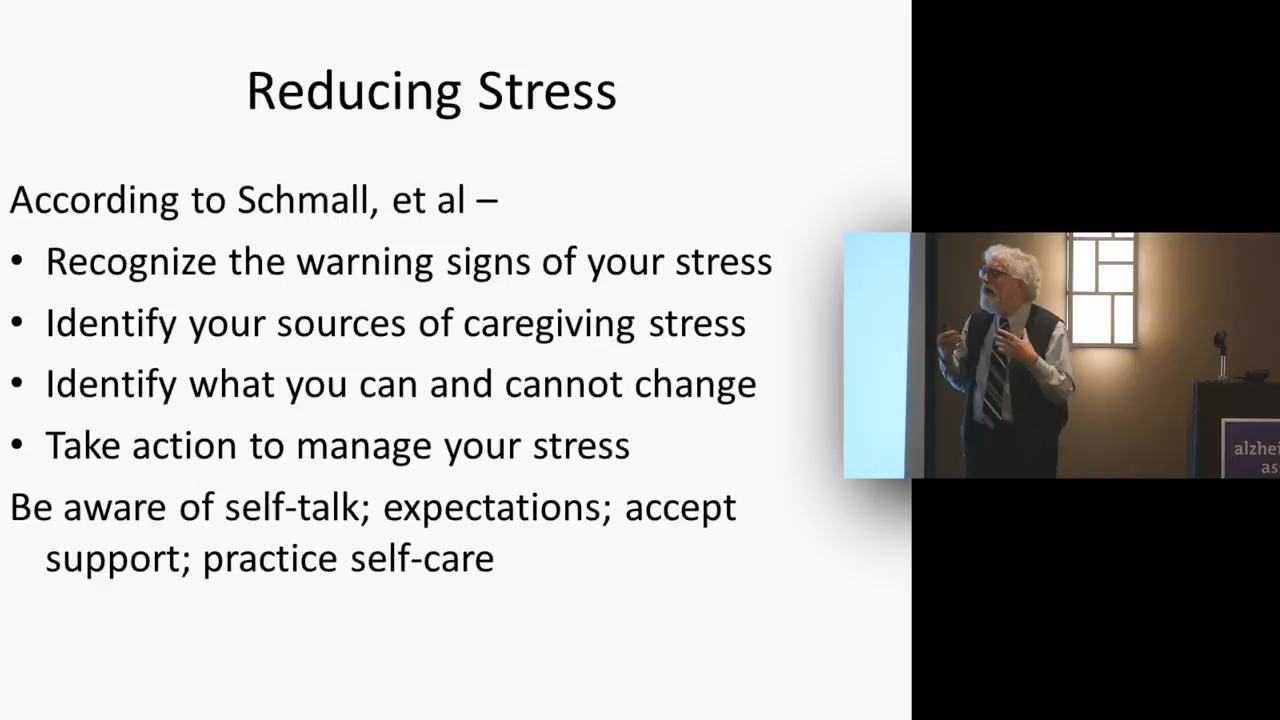 Reducing Stress
According to Schmall, et al –
• Recognize the warning signs of your stress
• Identify your sources of caregiving stress
• Identify what you can and cannot change
• Take action to manage your stress
Be aware of self-talk; expectations; accept
support; practice self-care